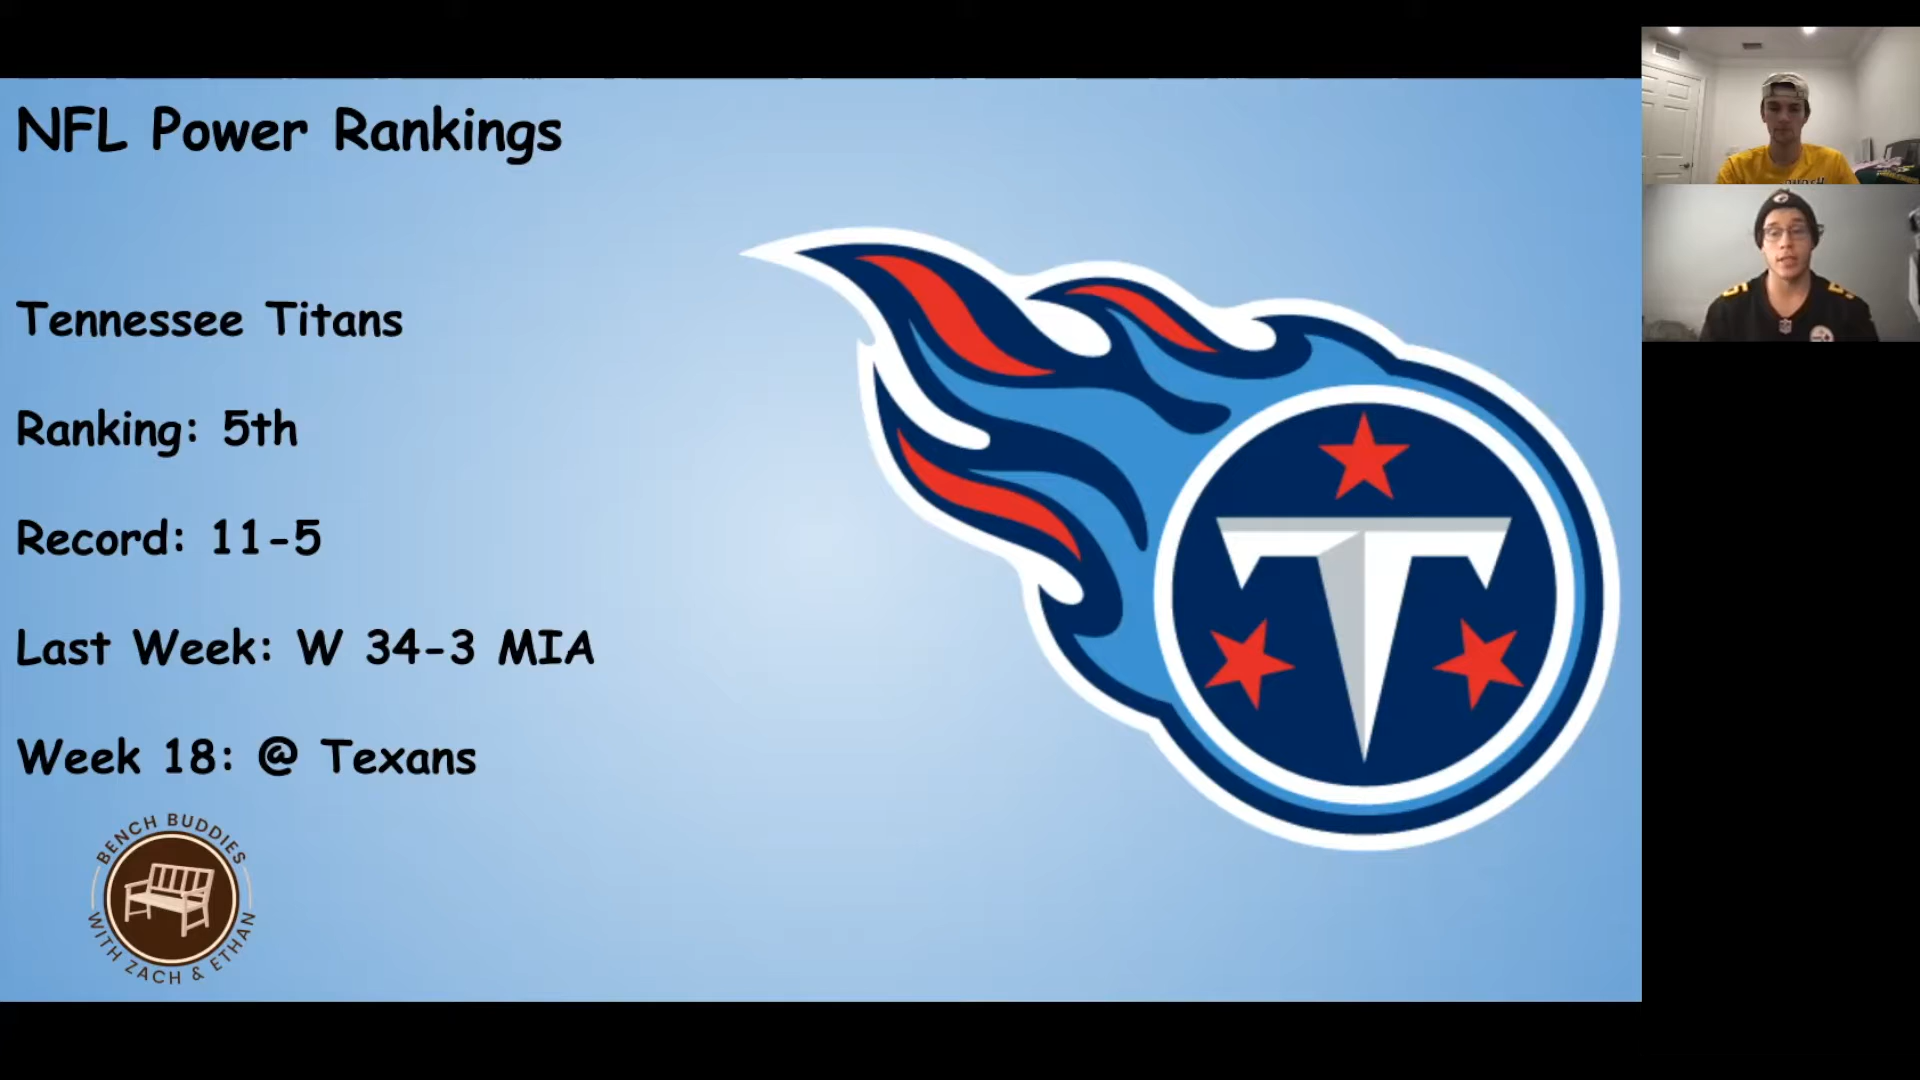 NFL Power Rankings
Tennessee Titans
Ranking: 5th
Record: 11-5
Last Week: W 34-3 MIA
Week 18: @ Texans
BENCH BUDDIES
WITH ZACH & ETHAN
T